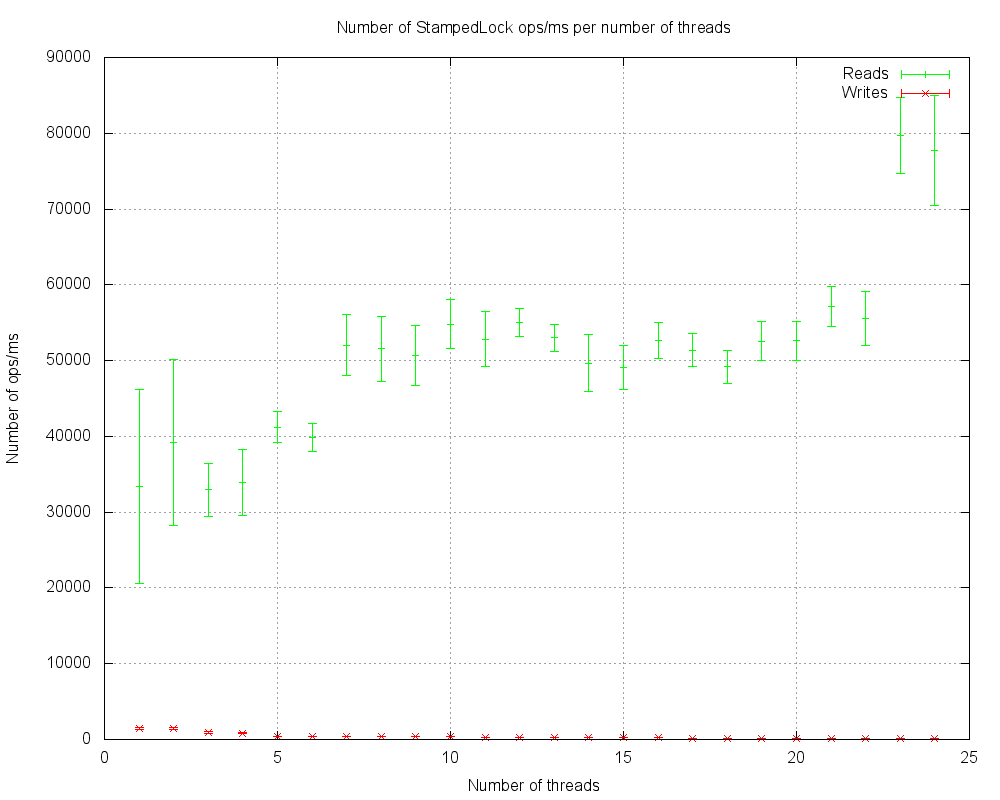 Number of StampedLock ops/ms per number of threads
90000
80000
70000
60000
50000
40000
30000
20000
10000
0
Number of ops/ms
Reads
Writes
0 5 10 15 20 25
Number of threads